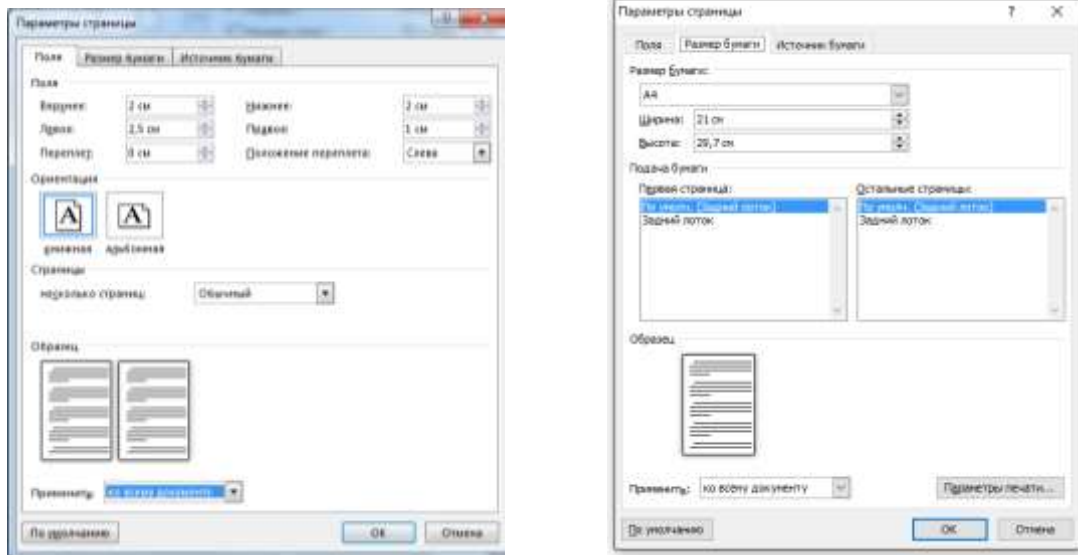 Параметры страницы
Поля Размер бумаги Источник бумаги
Поля
Верхнее: 2 см Нижнее: 2 см
Левое: 2,5 см Правое: 1 см
Переплет: 0 см Положение переплета: Слева
Ориентация
книжная альбомная
Страницы
несколько страниц: Обычный
Образец
Применить: ко всему документу
По умолчанию ОК Отмена
Параметры страницы ? ×
Поля Размер бумаги Источник бумаги
Размер бумаги:
A4
Ширина: 21 см
Высота: 29,7 см
Подача бумаги
Первая страница: Остальные страницы:
По умолч. (Задний лоток) По умолч. (Задний лоток)
Задний лоток Задний лоток
Образец
Применить: ко всему документу Параметры печати...
По умолчанию ОК Отмена